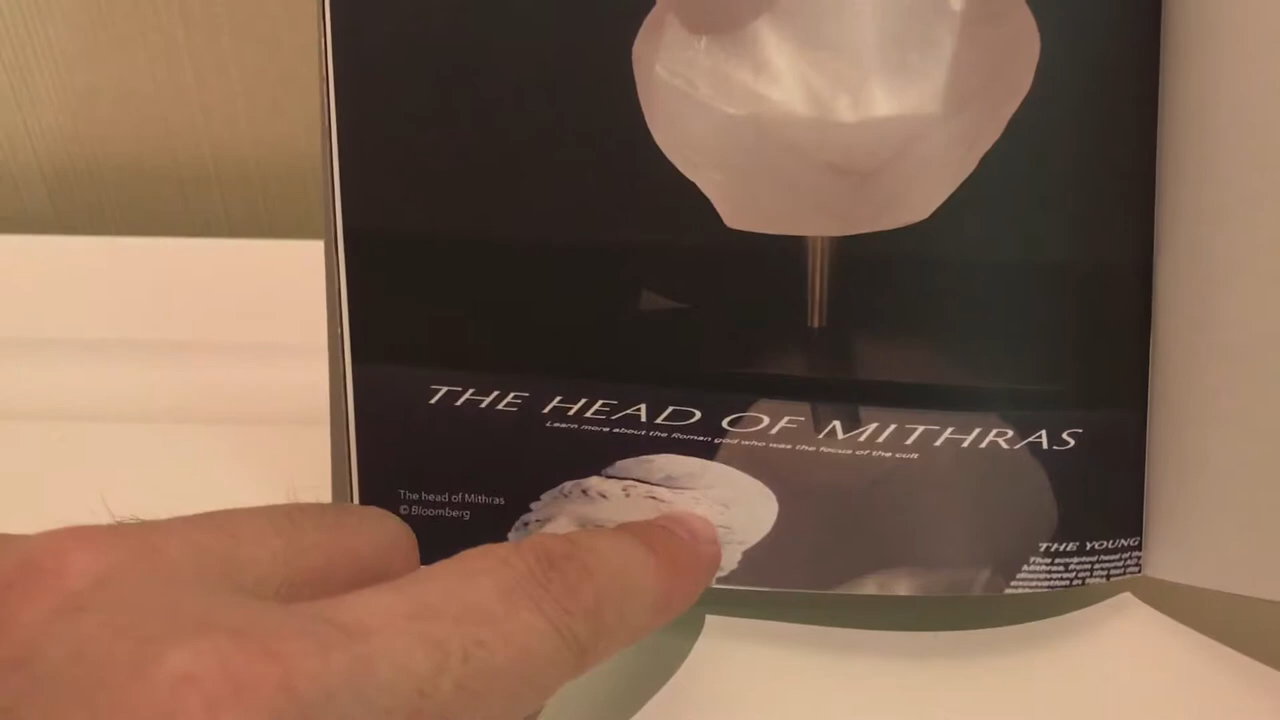 THE HEAD OF MITHRAS
Learn more about the Roman god who was the focus of the cult
The head of Mithras
© Bloomberg
THE YOUNG
This sculpted head of the
Mithras, from around AD
discovered on the last day
excavation in 1954,